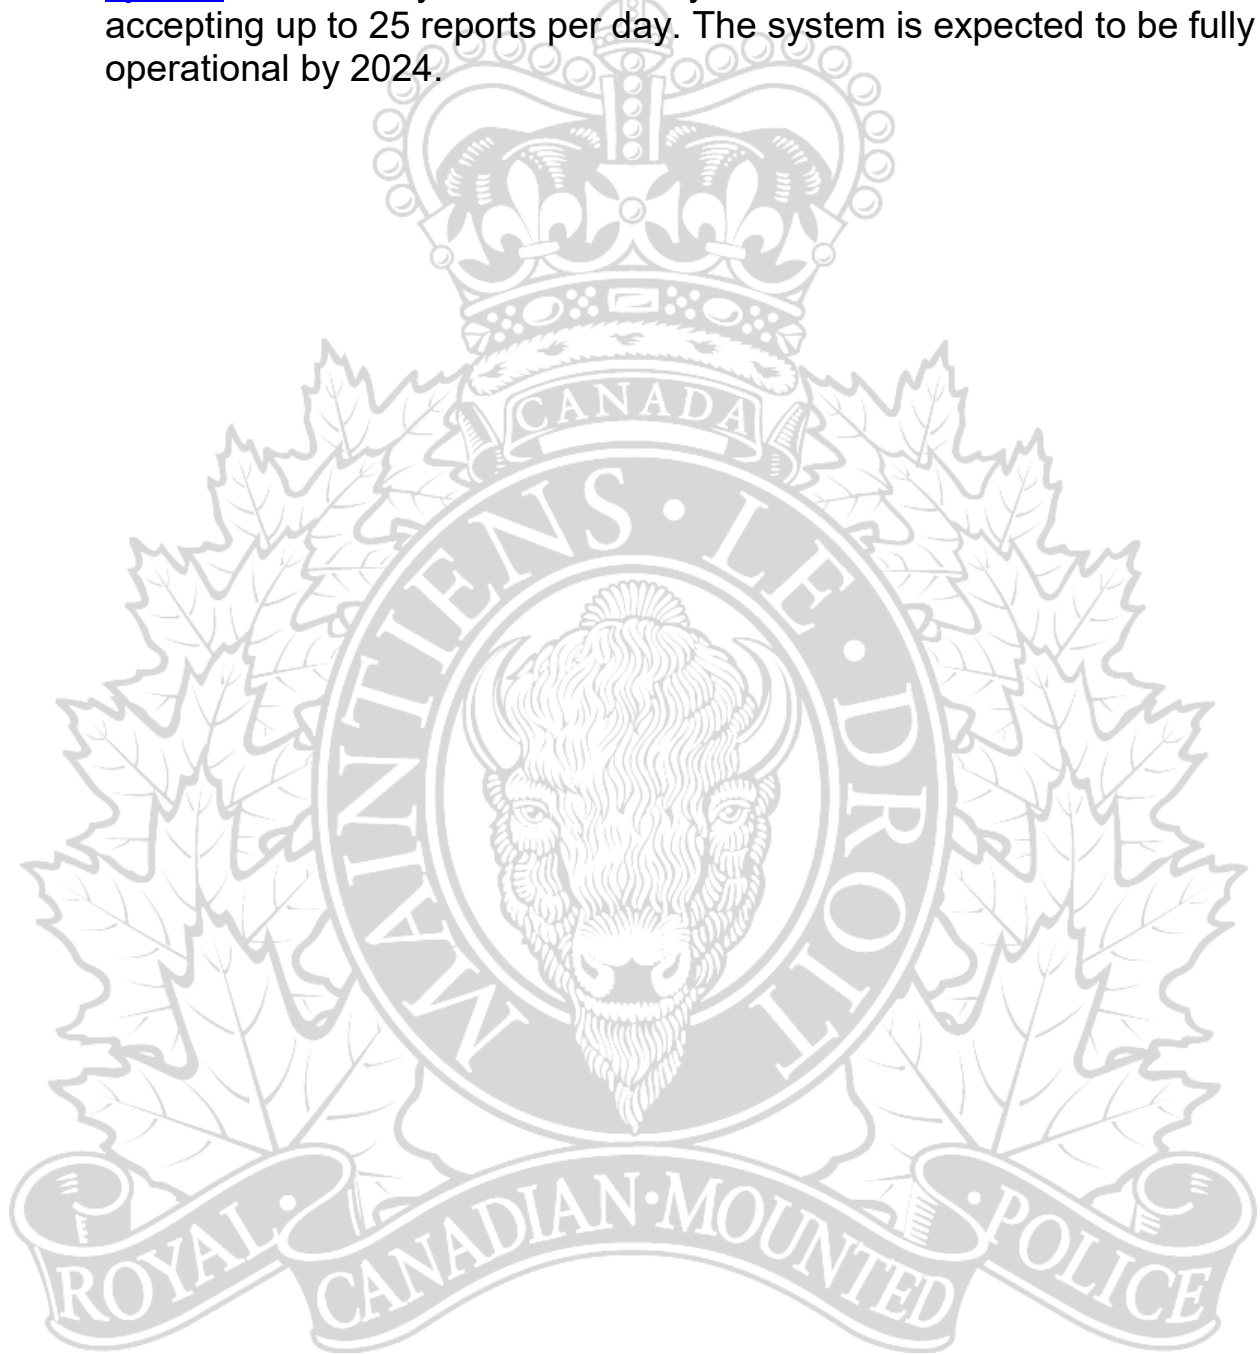 accepting up to 25 reports per day. The system is expected to be fully
operational by 2024.
CANADA
MAINTIENS · LE · DROIT
ROYAL · CANADIAN · MOUNTED · POLICE